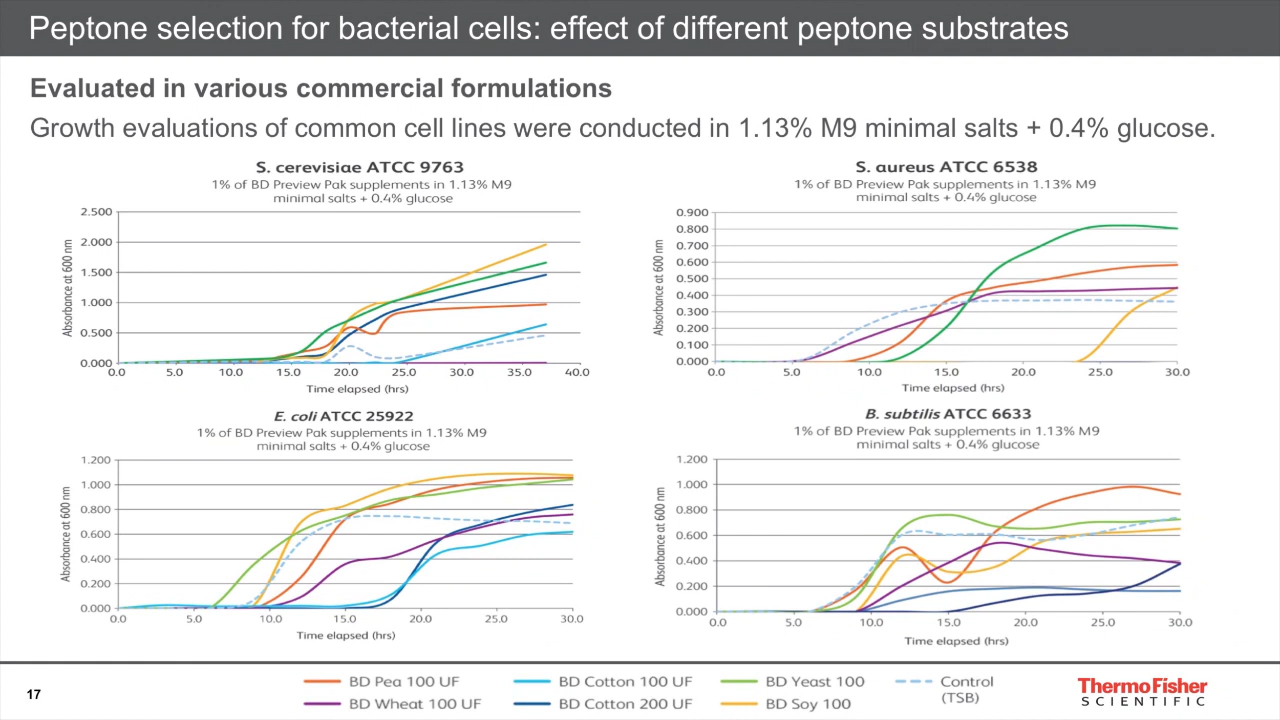 Peptone selection for bacterial cells: effect of different peptone substrates
Evaluated in various commercial formulations
Growth evaluations of common cell lines were conducted in 1.13% M9 minimal salts + 0.4% glucose.
S. cerevisiae ATCC 9763
1% of BD Preview Pak supplements in 1.13% M9
minimal salts + 0.4% glucose
2.500
2.000
1.500
1.000
0.500
0.000
Absorbance at 600 nm
0.0 5.0 10.0 15.0 20.0 25.0 30.0 35.0 40.0
Time elapsed (hrs)
S. aureus ATCC 6538
1% of BD Preview Pak supplements in 1.13% M9
minimal salts + 0.4% glucose
0.900
0.800
0.700
0.600
0.500
0.400
0.300
0.200
0.100
0.000
Absorbance at 600 nm
0.0 5.0 10.0 15.0 20.0 25.0 30.0
Time elapsed (hrs)
E. coli ATCC 25922
1% of BD Preview Pak supplements in 1.13% M9
minimal salts + 0.4% glucose
1.200
1.000
0.800
0.600
0.400
0.200
0.000
Absorbance at 600 nm
0.0 5.0 10.0 15.0 20.0 25.0 30.0
Time elapsed (hrs)
B. subtilis ATCC 6633
1% of BD Preview Pak supplements in 1.13% M9
minimal salts + 0.4% glucose
1.200
1.000
0.800
0.600
0.400
0.200
0.000
Absorbance at 600 nm
0.0 5.0 10.0 15.0 20.0 25.0 30.0
Time elapsed (hrs)
17
BD Pea 100 UF BD Cotton 100 UF BD Yeast 100 Control
BD Wheat 100 UF BD Cotton 200 UF BD Soy 100 (TSB)
ThermoFisher
SCIENTIFIC